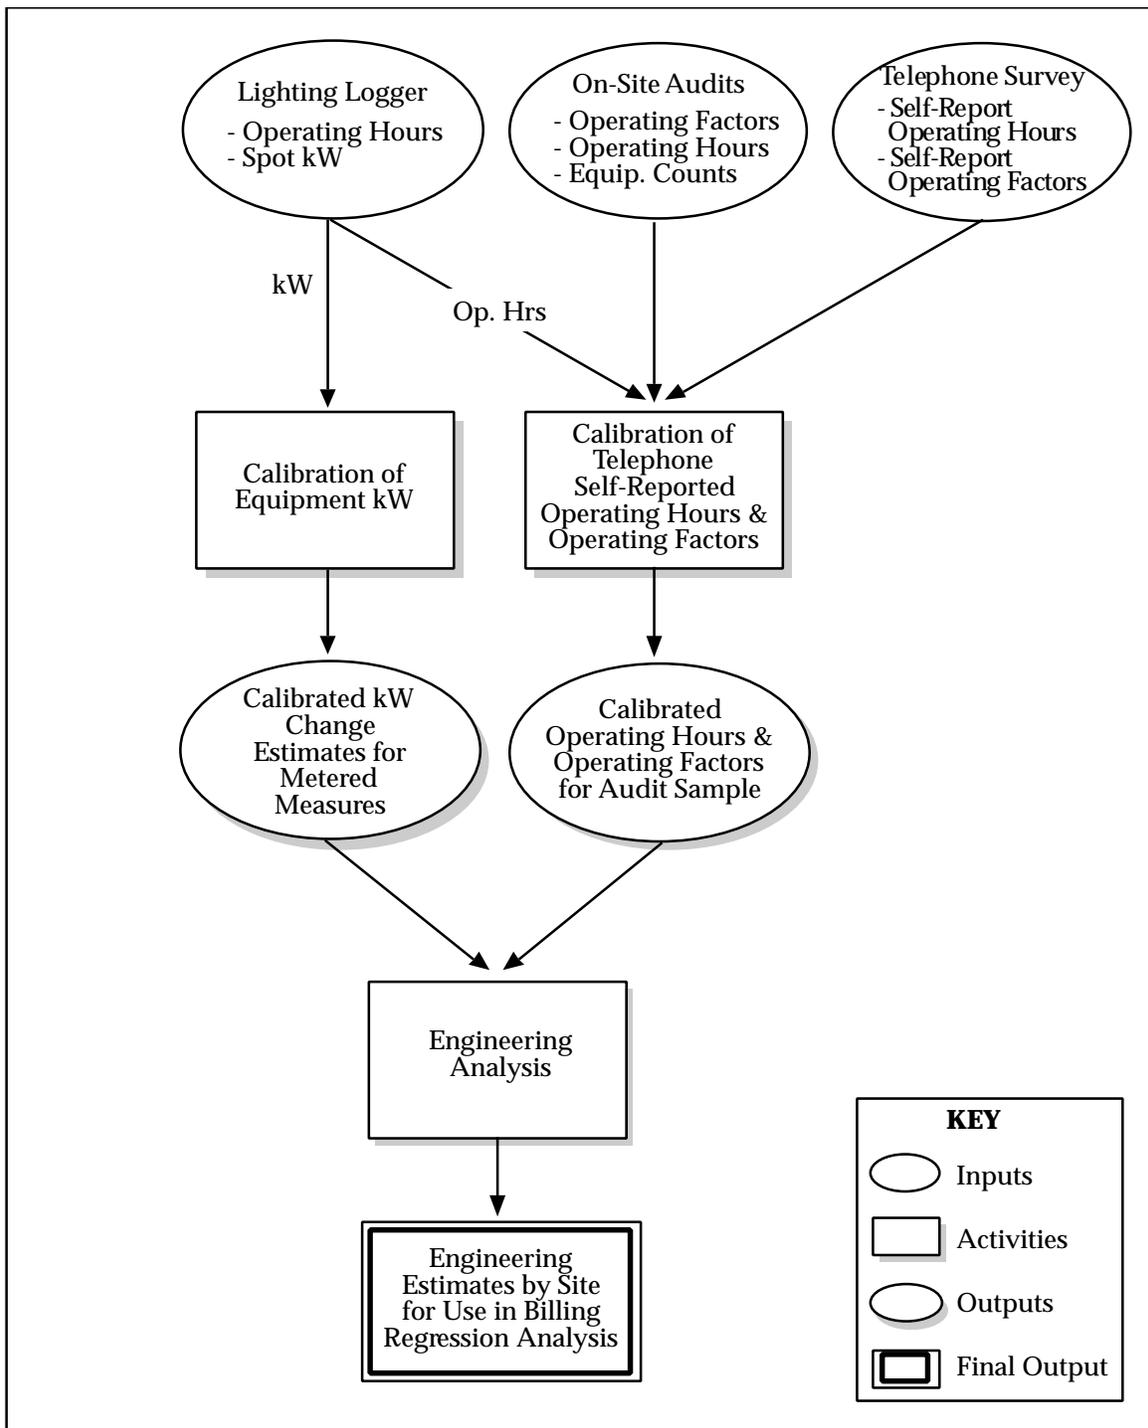 Lighting Logger
- Operating Hours
- Spot kW
On-Site Audits
- Operating Factors
- Operating Hours
- Equip. Counts
Telephone Survey
- Self-Report
Operating Hours
- Self-Report
Operating Factors
kW
Op. Hrs
Calibration of
Equipment kW
Calibration of
Telephone
Self-Reported
Operating Hours &
Operating Factors
Calibrated kW
Change
Estimates for
Metered
Measures
Calibrated
Operating Hours &
Operating Factors
for Audit Sample
Engineering
Analysis
Engineering
Estimates by Site
for Use in Billing
Regression Analysis
KEY
Inputs
Activities
Outputs
Final Output